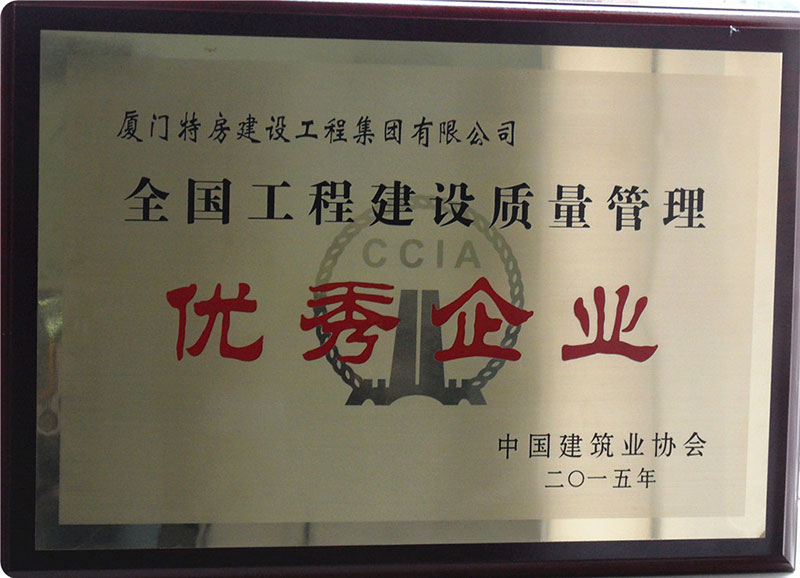 厦门特房建设工程集团有限公司
全国工程建设质量管理
CCIA
优秀企业
中国建筑业协会
二〇一五年